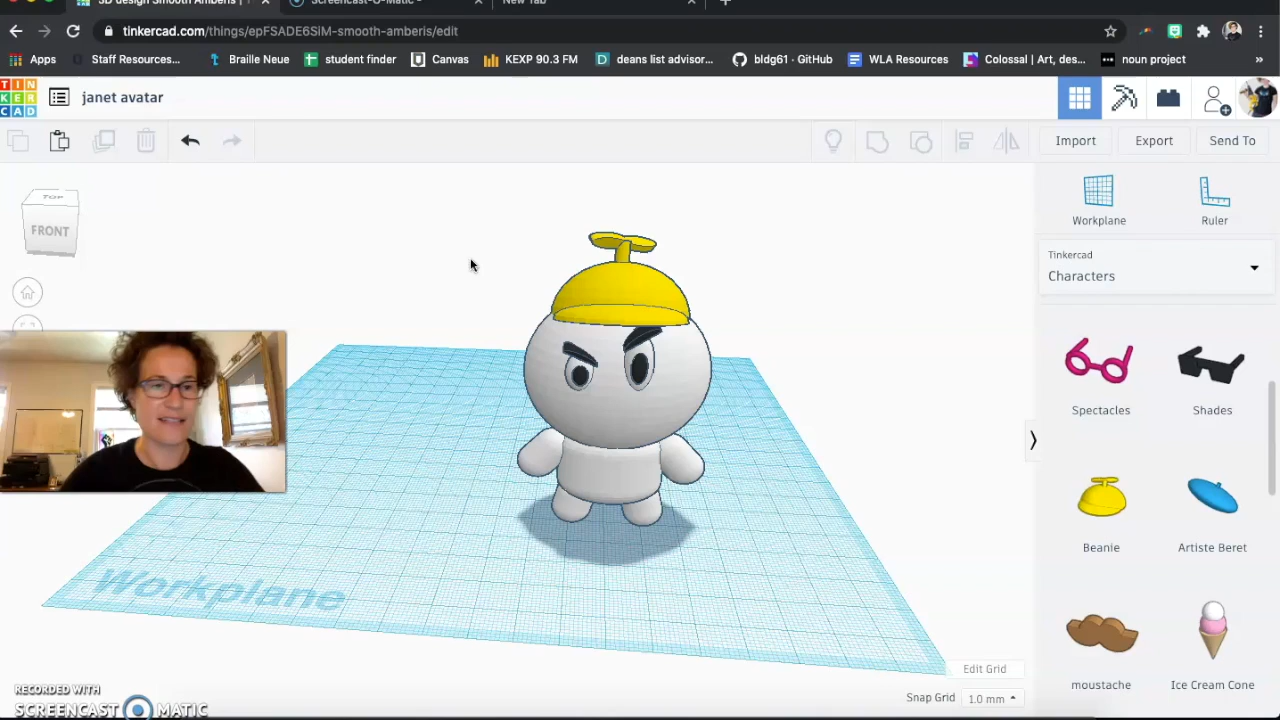 3D design Smooth Amberis |
Screencast-O-Matic -
New Tab
tinkercad.com/things/epFSADE6SlM-smooth-amberis/edit
Apps Staff Resources... Braille Neue student finder Canvas KEXP 90.3 FM deans list advisor... bldg61 · GitHub WLA Resources Colossal | Art, des... noun project »
TIN
KER
CAD
janet avatar
Import Export Send To
TOP
FRONT
Workplane Ruler
Tinkercad
Characters
Spectacles Shades
Beanie Artiste Beret
moustache Ice Cream Cone
Workplane
Edit Grid
Snap Grid 1.0 mm
RECORDED WITH
SCREENCAST MATIC